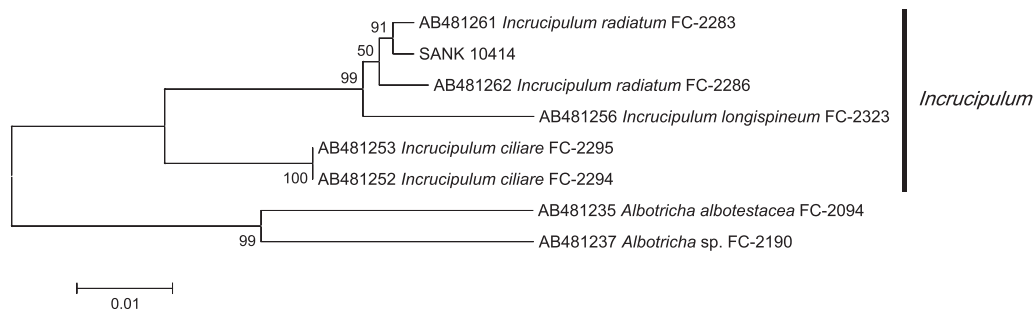 AB481261 Incrucipulum radiatum FC-2283
91
SANK 10414
50
AB481262 Incrucipulum radiatum FC-2286
99
AB481256 Incrucipulum longispineum FC-2323
Incrucipulum
AB481253 Incrucipulum ciliare FC-2295
100
AB481252 Incrucipulum ciliare FC-2294
AB481235 Albotricha albotestacea FC-2094
99
AB481237 Albotricha sp. FC-2190
0.01